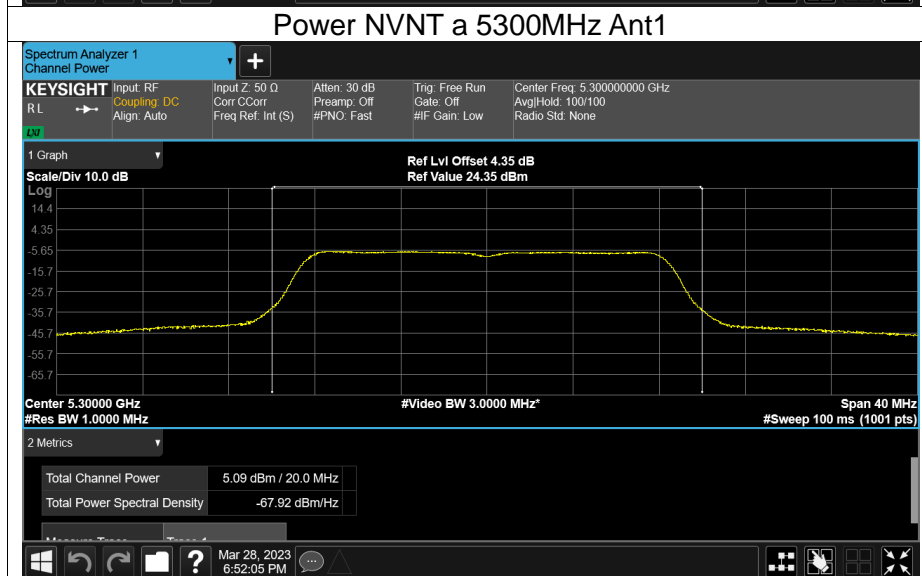 Power NVNT a 5300MHz Ant1
Spectrum Analyzer 1
Channel Power
KEYSIGHT Input: RF Input Z: 50 Ω Atten: 30 dB Trig: Free Run Center Freq: 5.300000000 GHz
RL Coupling: DC Corr CCorr Preamp: Off Gate: Off Avg|Hold: 100/100
Align: Auto Freq Ref: Int (S) #PNO: Fast #IF Gain: Low Radio Std: None
LXI
1 Graph
Ref Lvl Offset 4.35 dB
Scale/Div 10.0 dB Ref Value 24.35 dBm
Log
14.4
4.35
-5.65
-15.7
-25.7
-35.7
-45.7
-55.7
-65.7
Center 5.30000 GHz #Video BW 3.0000 MHz* Span 40 MHz
#Res BW 1.0000 MHz #Sweep 100 ms (1001 pts)
2 Metrics
Total Channel Power 5.09 dBm / 20.0 MHz
Total Power Spectral Density -67.92 dBm/Hz
Mar 28, 2023
6:52:05 PM